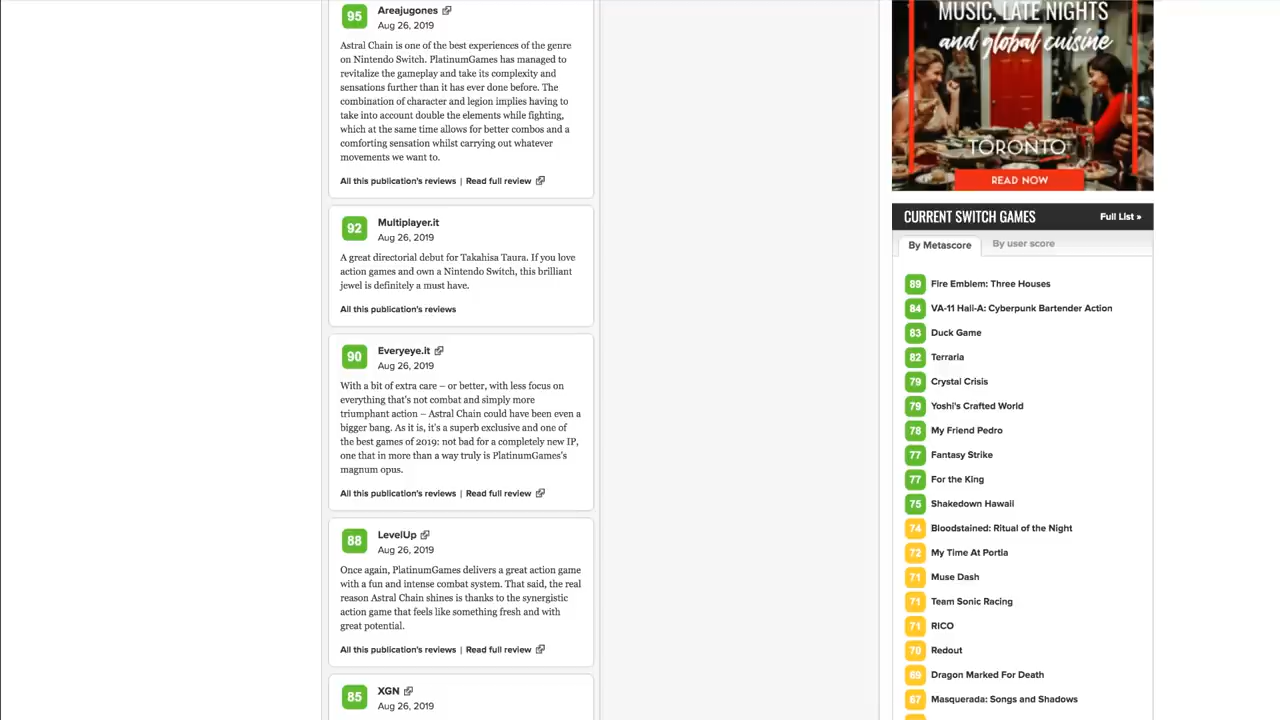 95 Areajugones
Aug 26, 2019
Astral Chain is one of the best experiences of the genre
on Nintendo Switch. PlatinumGames has managed to
revitalize the gameplay and take its complexity and
sensations further than it has ever done before. The
combination of character and legion implies having to
take into account double the elements while fighting,
which at the same time allows for better combos and a
comforting sensation whilst carrying out whatever
movements we want to.
All this publication's reviews | Read full review
92 Multiplayer.it
Aug 26, 2019
A great directorial debut for Takahisa Taura. If you love
action games and own a Nintendo Switch, this brilliant
jewel is definitely a must have.
All this publication's reviews
90 Everyeye.it
Aug 26, 2019
With a bit of extra care – or better, with less focus on
everything that's not combat and simply more
triumphant action – Astral Chain could have been even a
bigger bang. As it is, it's a superb exclusive and one of
the best games of 2019: not bad for a completely new IP,
one that in more than a way truly is PlatinumGames's
magnum opus.
All this publication's reviews | Read full review
88 LevelUp
Aug 26, 2019
Once again, PlatinumGames delivers a great action game
with a fun and intense combat system. That said, the real
reason Astral Chain shines is thanks to the synergistic
action game that feels like something fresh and with
great potential.
All this publication's reviews | Read full review
85 XGN
Aug 26, 2019
MUSIC, LATE NIGHTS
and global cuisine
TORONTO
READ NOW
CURRENT SWITCH GAMES Full List »
By Metascore By user score
89 Fire Emblem: Three Houses
84 VA-11 Hall-A: Cyberpunk Bartender Action
83 Duck Game
82 Terraria
79 Crystal Crisis
79 Yoshi's Crafted World
78 My Friend Pedro
77 Fantasy Strike
77 For the King
75 Shakedown Hawaii
74 Bloodstained: Ritual of the Night
72 My Time At Portia
71 Muse Dash
71 Team Sonic Racing
71 RICO
70 Redout
69 Dragon Marked For Death
67 Masquerada: Songs and Shadows